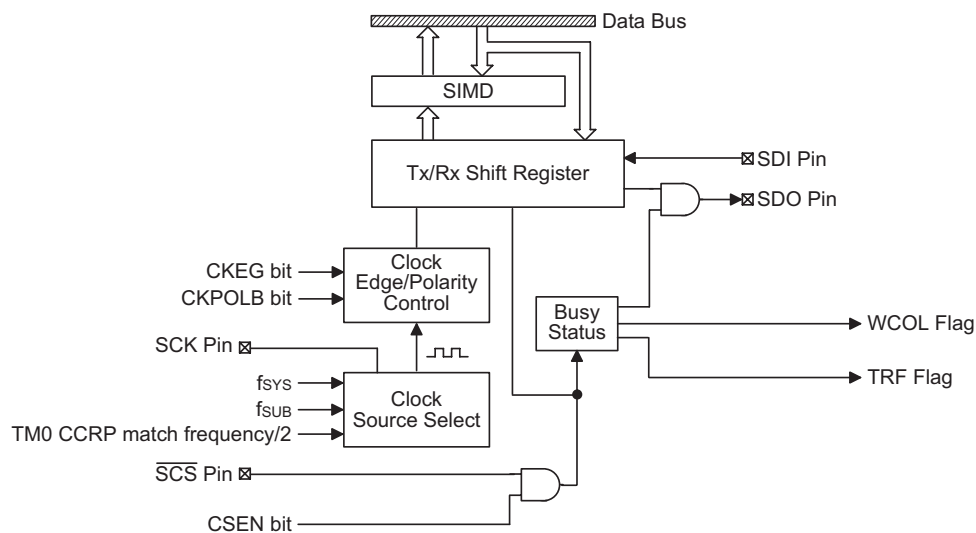 Data Bus
SIMD
Tx/Rx Shift Register
SDI Pin
SDO Pin
CKEG bit
CKPOLB bit
Clock
Edge/Polarity
Control
Busy
Status
WCOL Flag
TRF Flag
SCK Pin
fSYS
fSUB
TM0 CCRP match frequency/2
Clock
Source Select
SCS Pin
CSEN bit